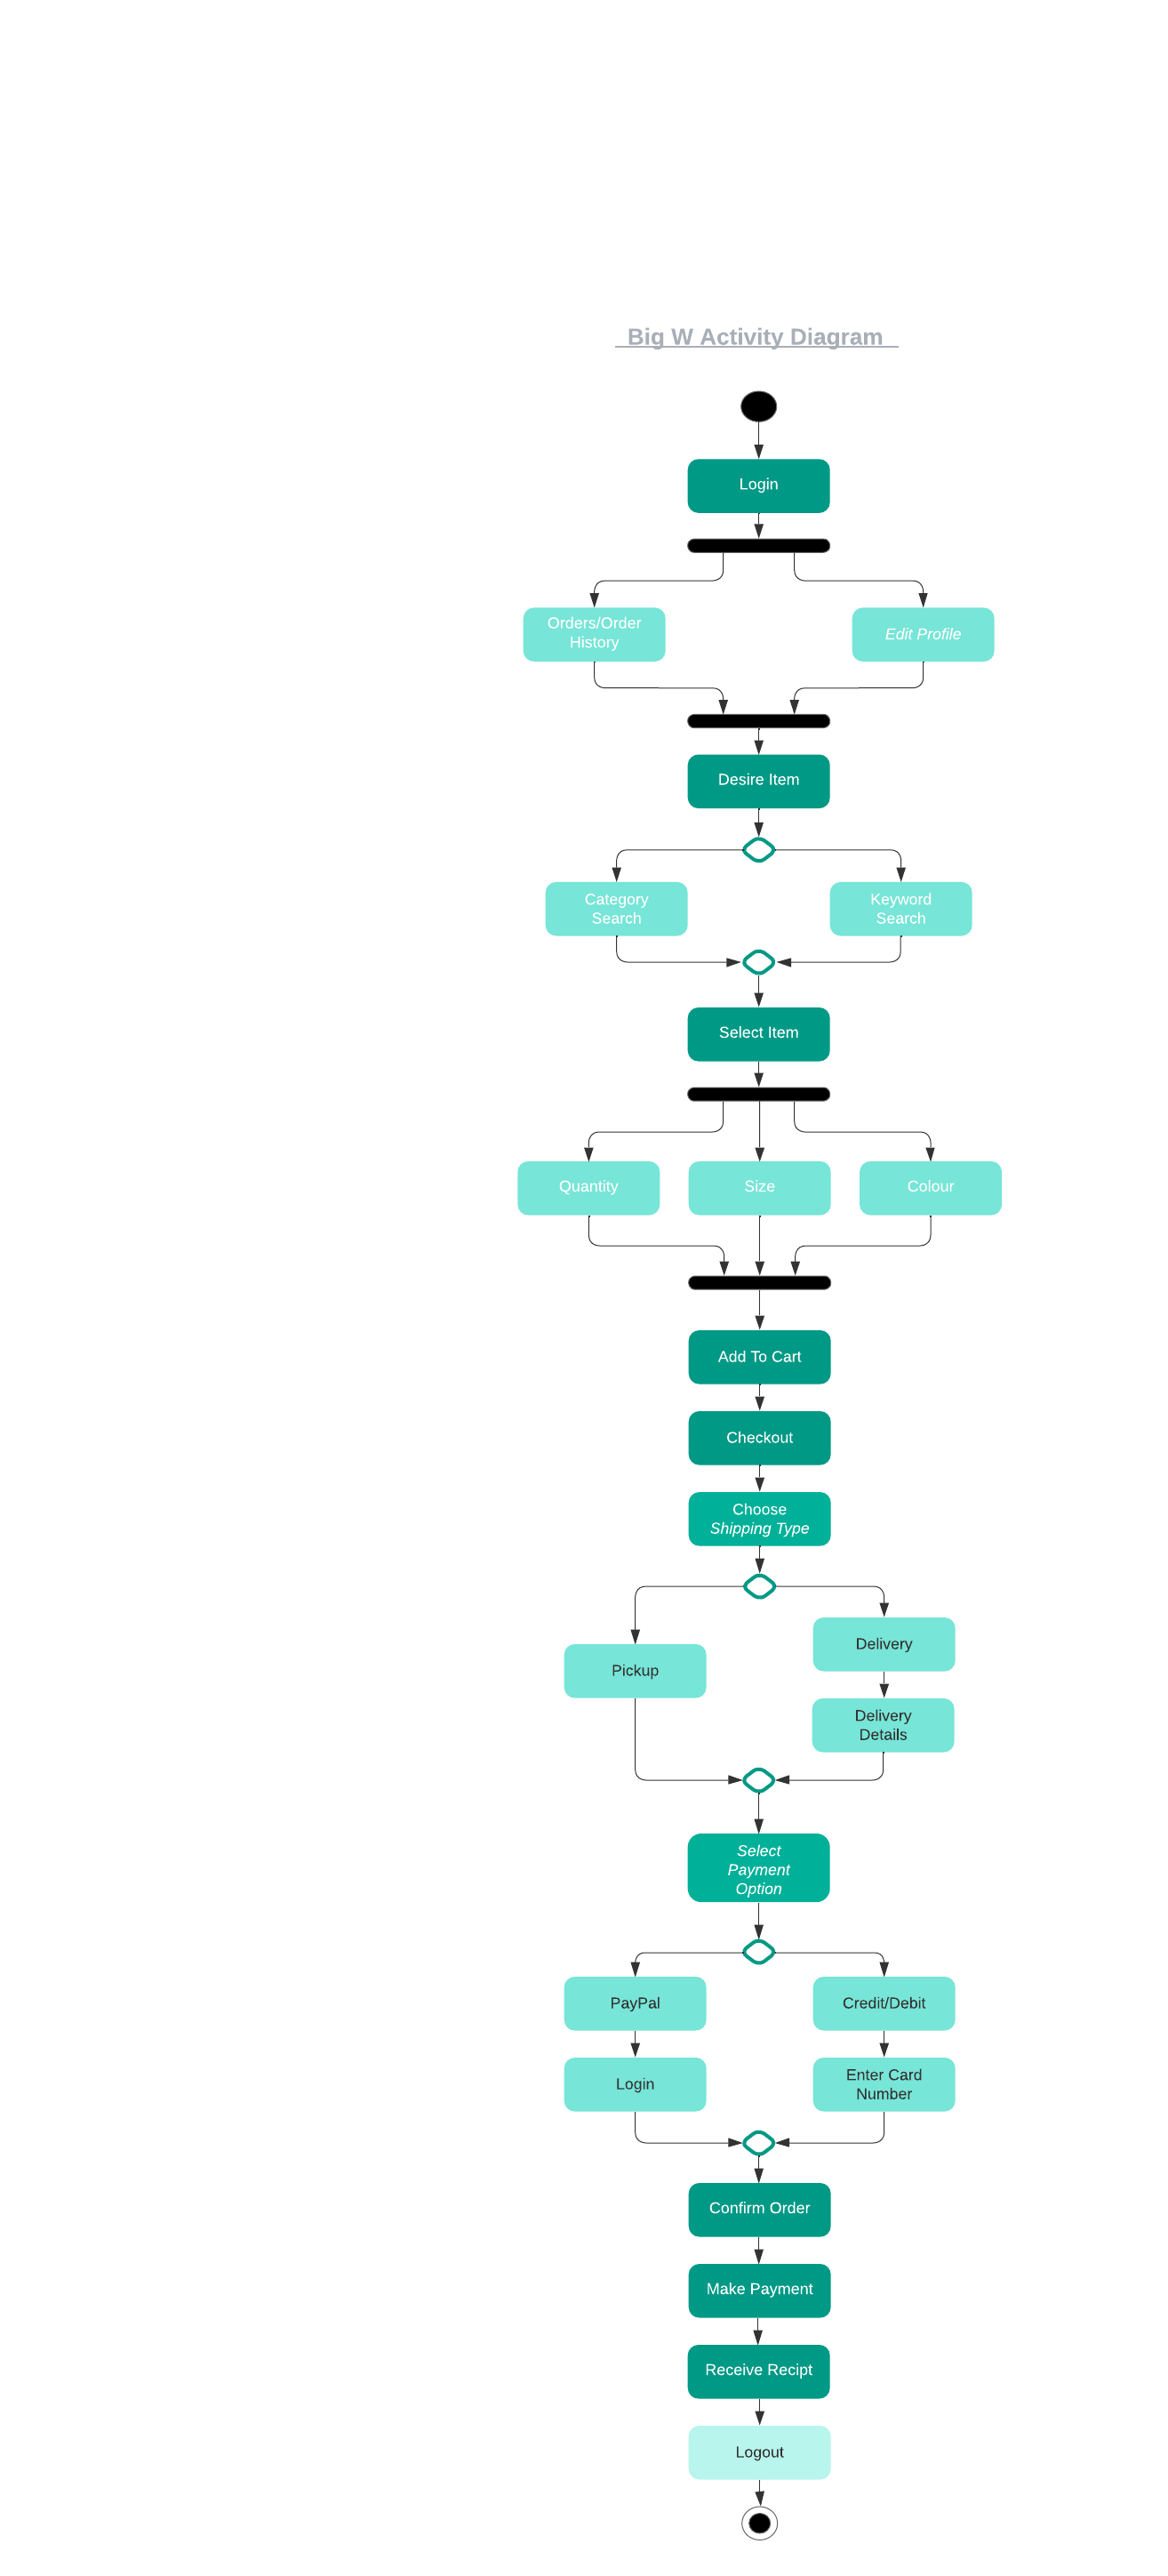 Big W Activity Diagram
Login
Orders/Order
History
Edit Profile
Desire Item
Category
Search
Keyword
Search
Select Item
Quantity
Size
Colour
Add To Cart
Checkout
Choose
Shipping Type
Pickup
Delivery
Delivery
Details
Select
Payment
Option
PayPal
Credit/Debit
Login
Enter Card
Number
Confirm Order
Make Payment
Receive Recipt
Logout